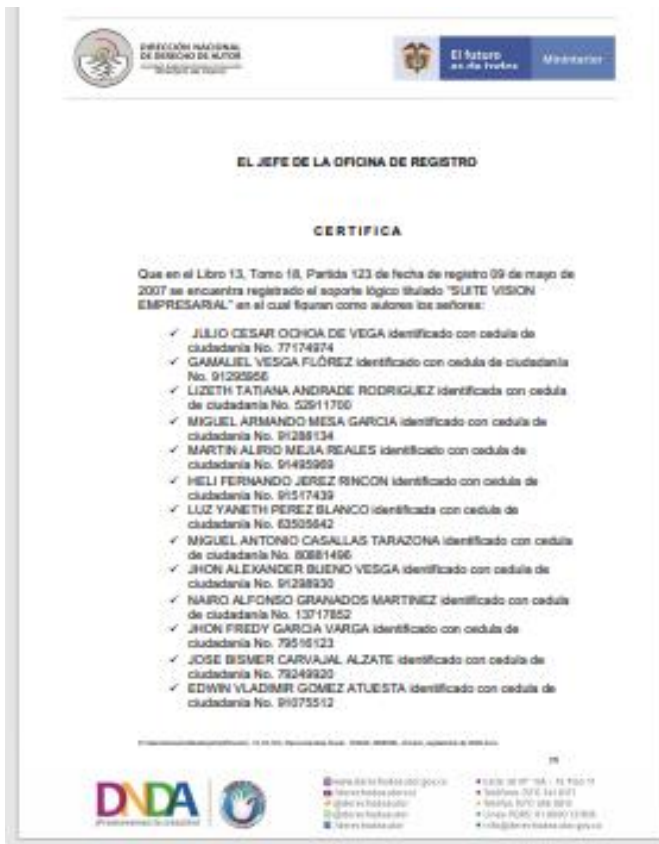 DIRECCIÓN NACIONAL
DE DERECHO DE AUTOR
El futuro
es de todos
Mininterior
EL JEFE DE LA OFICINA DE REGISTRO
CERTIFICA
Que en el Libro 13, Tomo 18, Partida 123 de fecha de registro 09 de mayo de
2007 se encuentra registrado el soporte lógico titulado "SUITE VISION
EMPRESARIAL" en el cual figuran como autores los señores:
✓ JULIO CESAR OCHOA DE VEGA identificado con cedula de
ciudadanía No. 77174974
✓ GAMALIEL VESGA FLÓREZ identificado con cedula de ciudadanía
No. 91295956
✓ LIZETH TATIANA ANDRADE RODRIGUEZ identificada con cedula
de ciudadanía No. 52911700
✓ MIGUEL ARMANDO MESA GARCIA identificado con cedula de
ciudadanía No. 91288134
✓ MARTIN ALIRIO MEJIA REALES identificado con cedula de
ciudadanía No. 91495969
✓ HELI FERNANDO JEREZ RINCON identificado con cedula de
ciudadanía No. 91517439
✓ LUZ YANETH PEREZ BLANCO identificada con cedula de
ciudadanía No. 63505642
✓ MIGUEL ANTONIO CASALLAS TARAZONA identificado con cedula
de ciudadanía No. 80881496
✓ JHON ALEXANDER BUENO VESGA identificado con cedula de
ciudadanía No. 91298930
✓ NAIRO ALFONSO GRANADOS MARTINEZ identificado con cedula
de ciudadanía No. 13717852
✓ JHON FREDY GARCIA VARGA identificado con cedula de
ciudadanía No. 79516123
✓ JOSE BISMER CARVAJAL ALZATE identificado con cedula de
ciudadanía No. 79249920
✓ EDWIN VLADIMIR GOMEZ ATUESTA identificado con cedula de
ciudadanía No. 91075512
DNDA